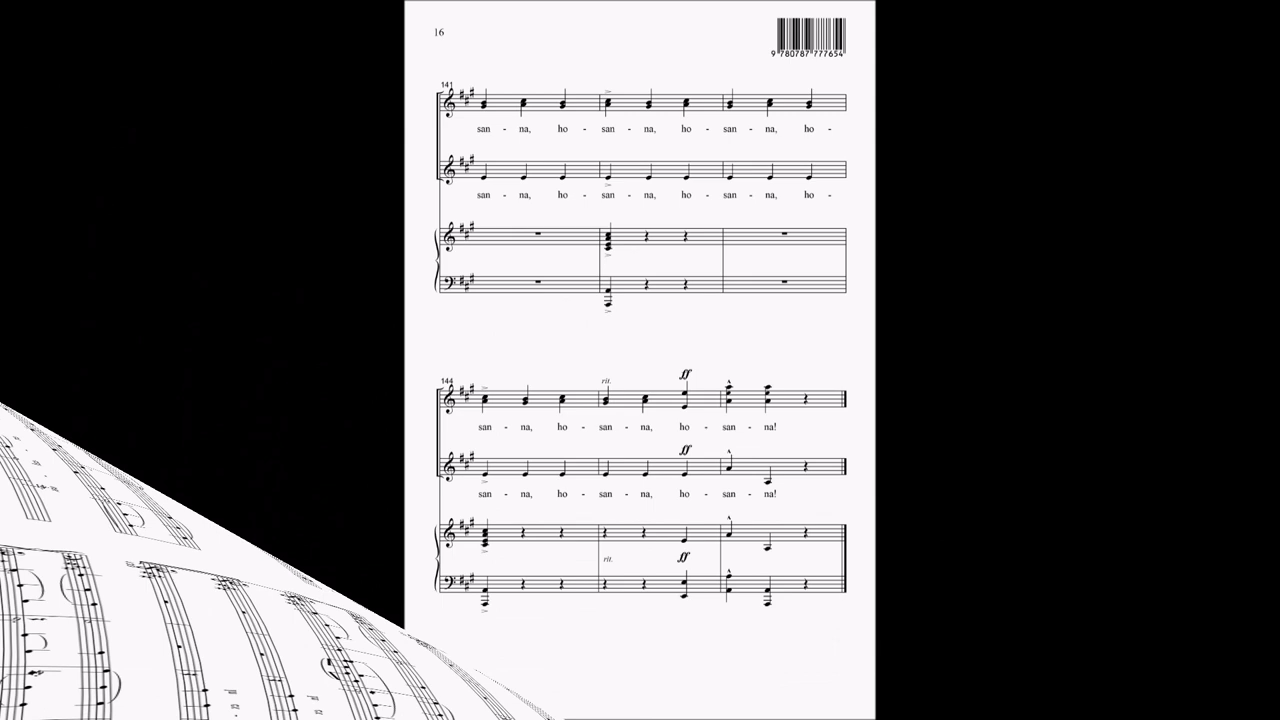 16
9 780787 777654
141
san - na, ho - san - na, ho - san - na, ho -
san - na, ho - san - na, ho - san - na, ho -
144
rit.
ff
san - na, ho - san - na, ho - san - na!
ff
san - na, ho - san - na, ho - san - na!
rit.
ff